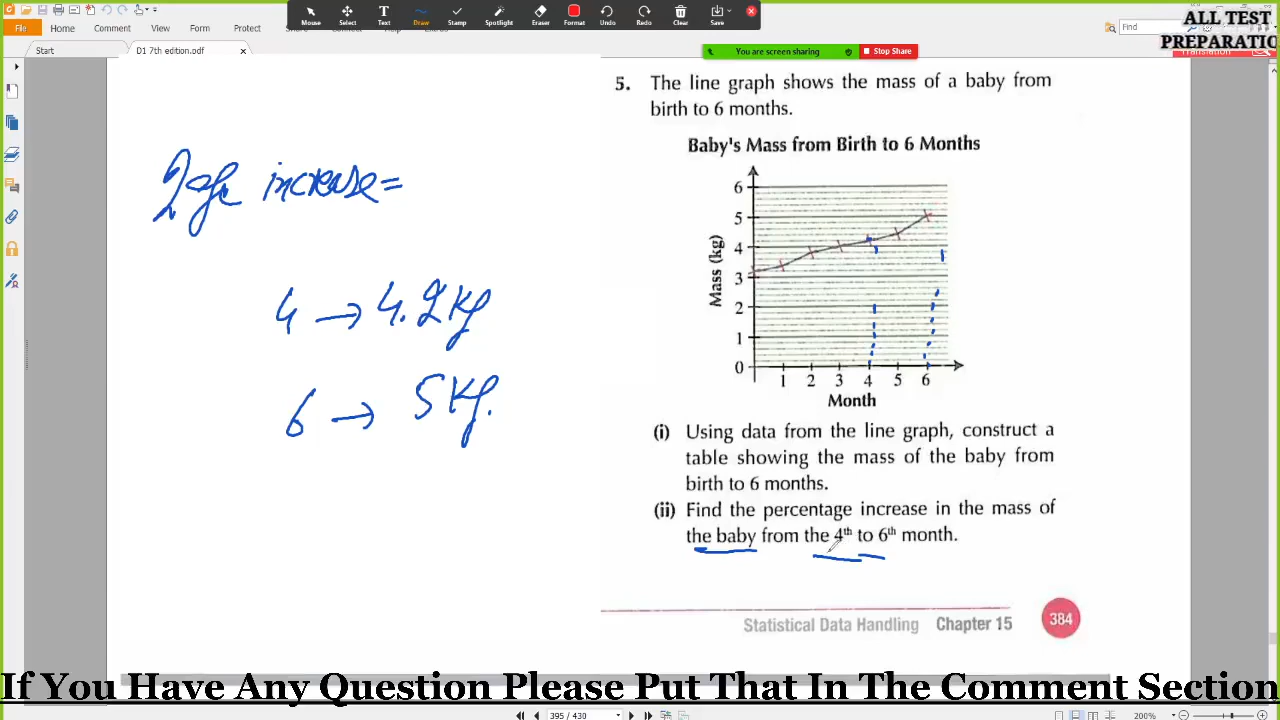 Mouse Select Text Draw Stamp Spotlight Eraser Format Undo Redo Clear Save
File Home Comment View Form Protect
Find
ALL TEST
PREPARATIO
Start D1 7th edition.pdf
You are screen sharing Stop Share
5. The line graph shows the mass of a baby from
birth to 6 months.
Baby's Mass from Birth to 6 Months
6
5
4
3
2
1
0
Mass (kg)
1 2 3 4 5 6
Month
increase=
4 → 4.2 Kg
6 → 5 Kg.
(i) Using data from the line graph, construct a
table showing the mass of the baby from
birth to 6 months.
(ii) Find the percentage increase in the mass of
the baby from the 4th to 6th month.
Statistical Data Handling Chapter 15 384
If You Have Any Question Please Put That In The Comment Section
395 / 430 200%